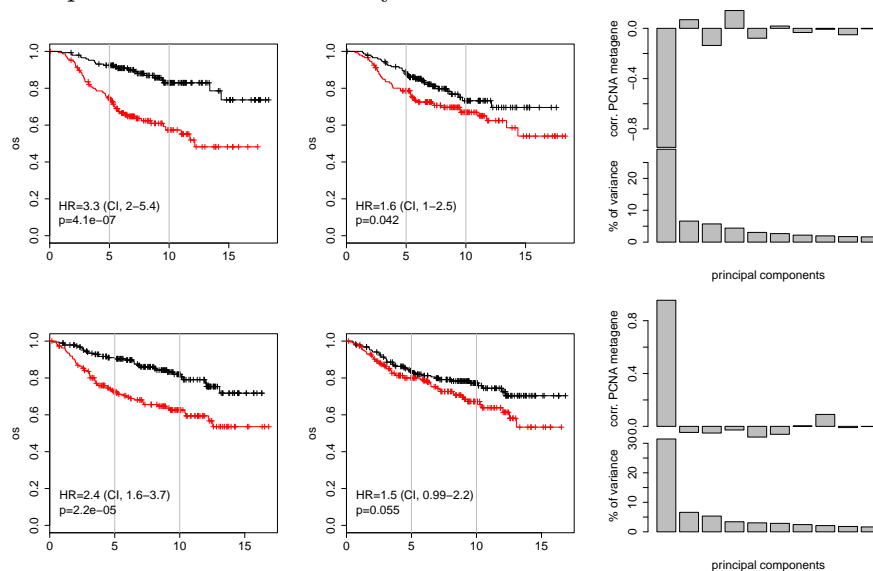 1.0
0.8
0.6
0.4
0.2
0.0
os
HR=3.3 (CI, 2−5.4)
p=4.1e−07
0
5
10
15
1.0
0.8
0.6
0.4
0.2
0.0
os
HR=1.6 (CI, 1−2.5)
p=0.042
0
5
10
15
corr. PCNA metagene
0.0
−0.4
−0.8
% of variance
20
10
0
principal components
1.0
0.8
0.6
0.4
0.2
0.0
os
HR=2.4 (CI, 1.6−3.7)
p=2.2e−05
0
5
10
15
1.0
0.8
0.6
0.4
0.2
0.0
os
HR=1.5 (CI, 0.99−2.2)
p=0.055
0
5
10
15
corr. PCNA metagene
0.8
0.4
0.0
% of variance
30
20
10
0
principal components